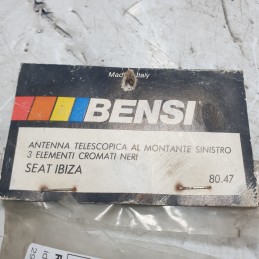 Made in Italy
BENSI
ANTENNA TELESCOPICA AL MONTANTE SINISTRO
3 ELEMENTI CROMATI NERI
SEAT IBIZA
80.47